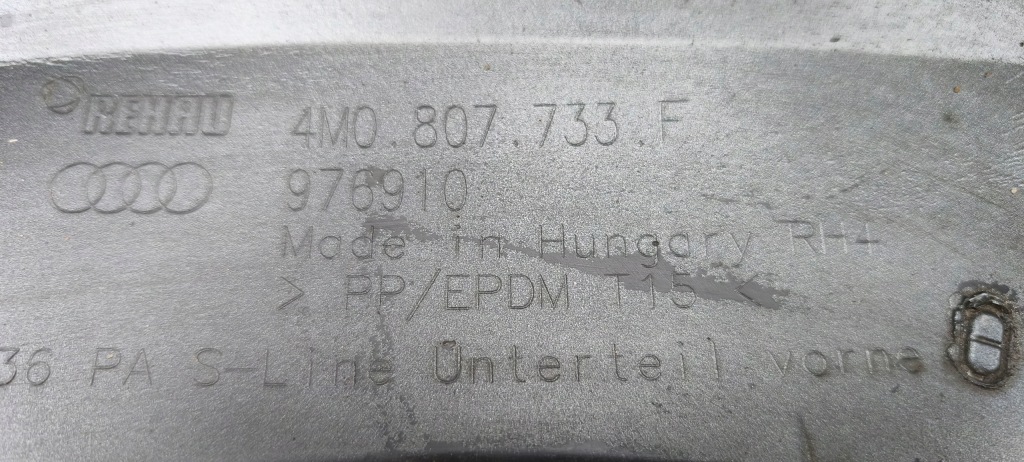 REHAU 4M0.807.733.F
976910
Made in Hungary RH4
> PP/EPDM T15 <
36 PA S-Line Unterteil vorne